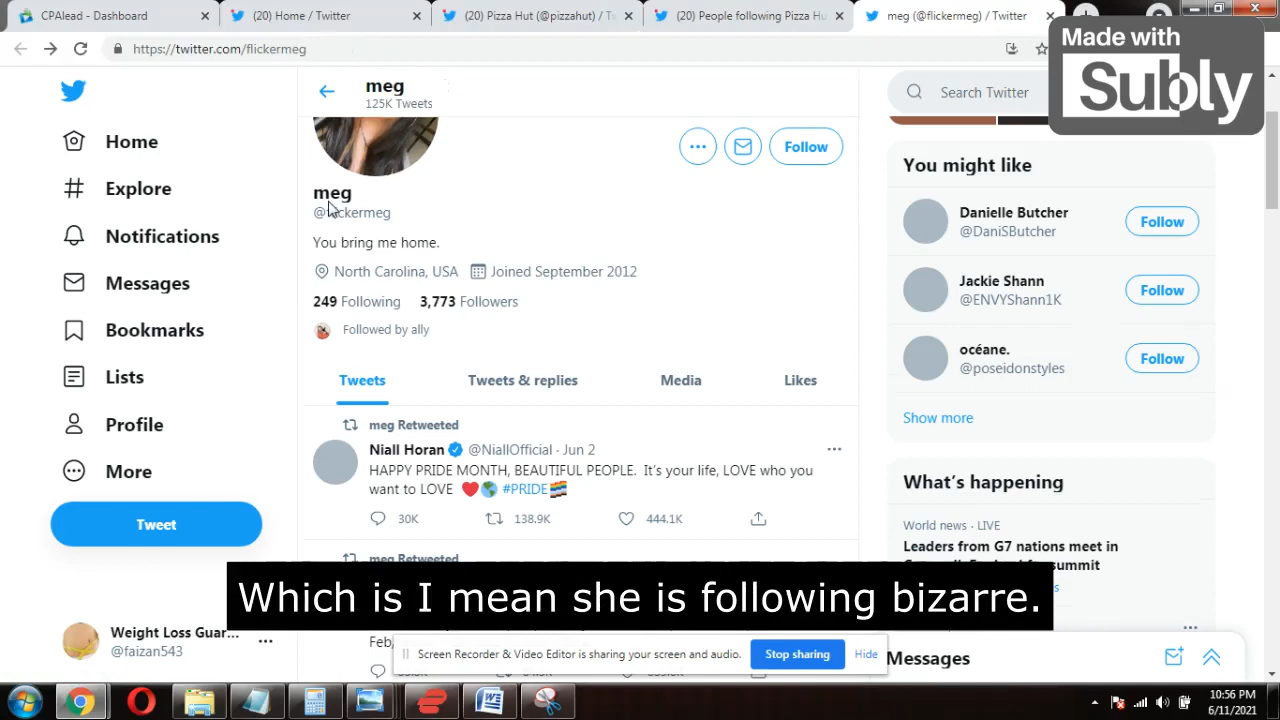 CPAlead - Dashboard
(20) Home / Twitter
(20) Pizza Hut (@pizzahut) / Tw
(20) People following Pizza Hu
meg (@flickermeg) / Twitter
https://twitter.com/flickermeg
Made with
Subly
meg
125K Tweets
Search Twitter
Home
Explore
Notifications
Messages
Bookmarks
Lists
Profile
More
Tweet
Weight Loss Guar...
@faizan543
Follow
meg
You bring me home.
North Carolina, USA
Joined September 2012
249 Following
3,773 Followers
Followed by ally
Tweets
Tweets & replies
Media
Likes
meg Retweeted
Niall Horan @NiallOfficial · Jun 2
HAPPY PRIDE MONTH, BEAUTIFUL PEOPLE. It's your life, LOVE who you
want to LOVE ❤️🌎 #PRIDE🏳️‍🌈
30K
138.9K
444.1K
meg Retweeted
You might like
Danielle Butcher
@DaniSButcher
Follow
Jackie Shann
@ENVYShann1K
Follow
océane.
@poseidonstyles
Follow
Show more
What's happening
World news · LIVE
Leaders from G7 nations meet in
summit
Which is I mean she is following bizarre.
Screen Recorder & Video Editor is sharing your screen and audio.
Stop sharing
Hide
Messages
10:56 PM
6/11/2021